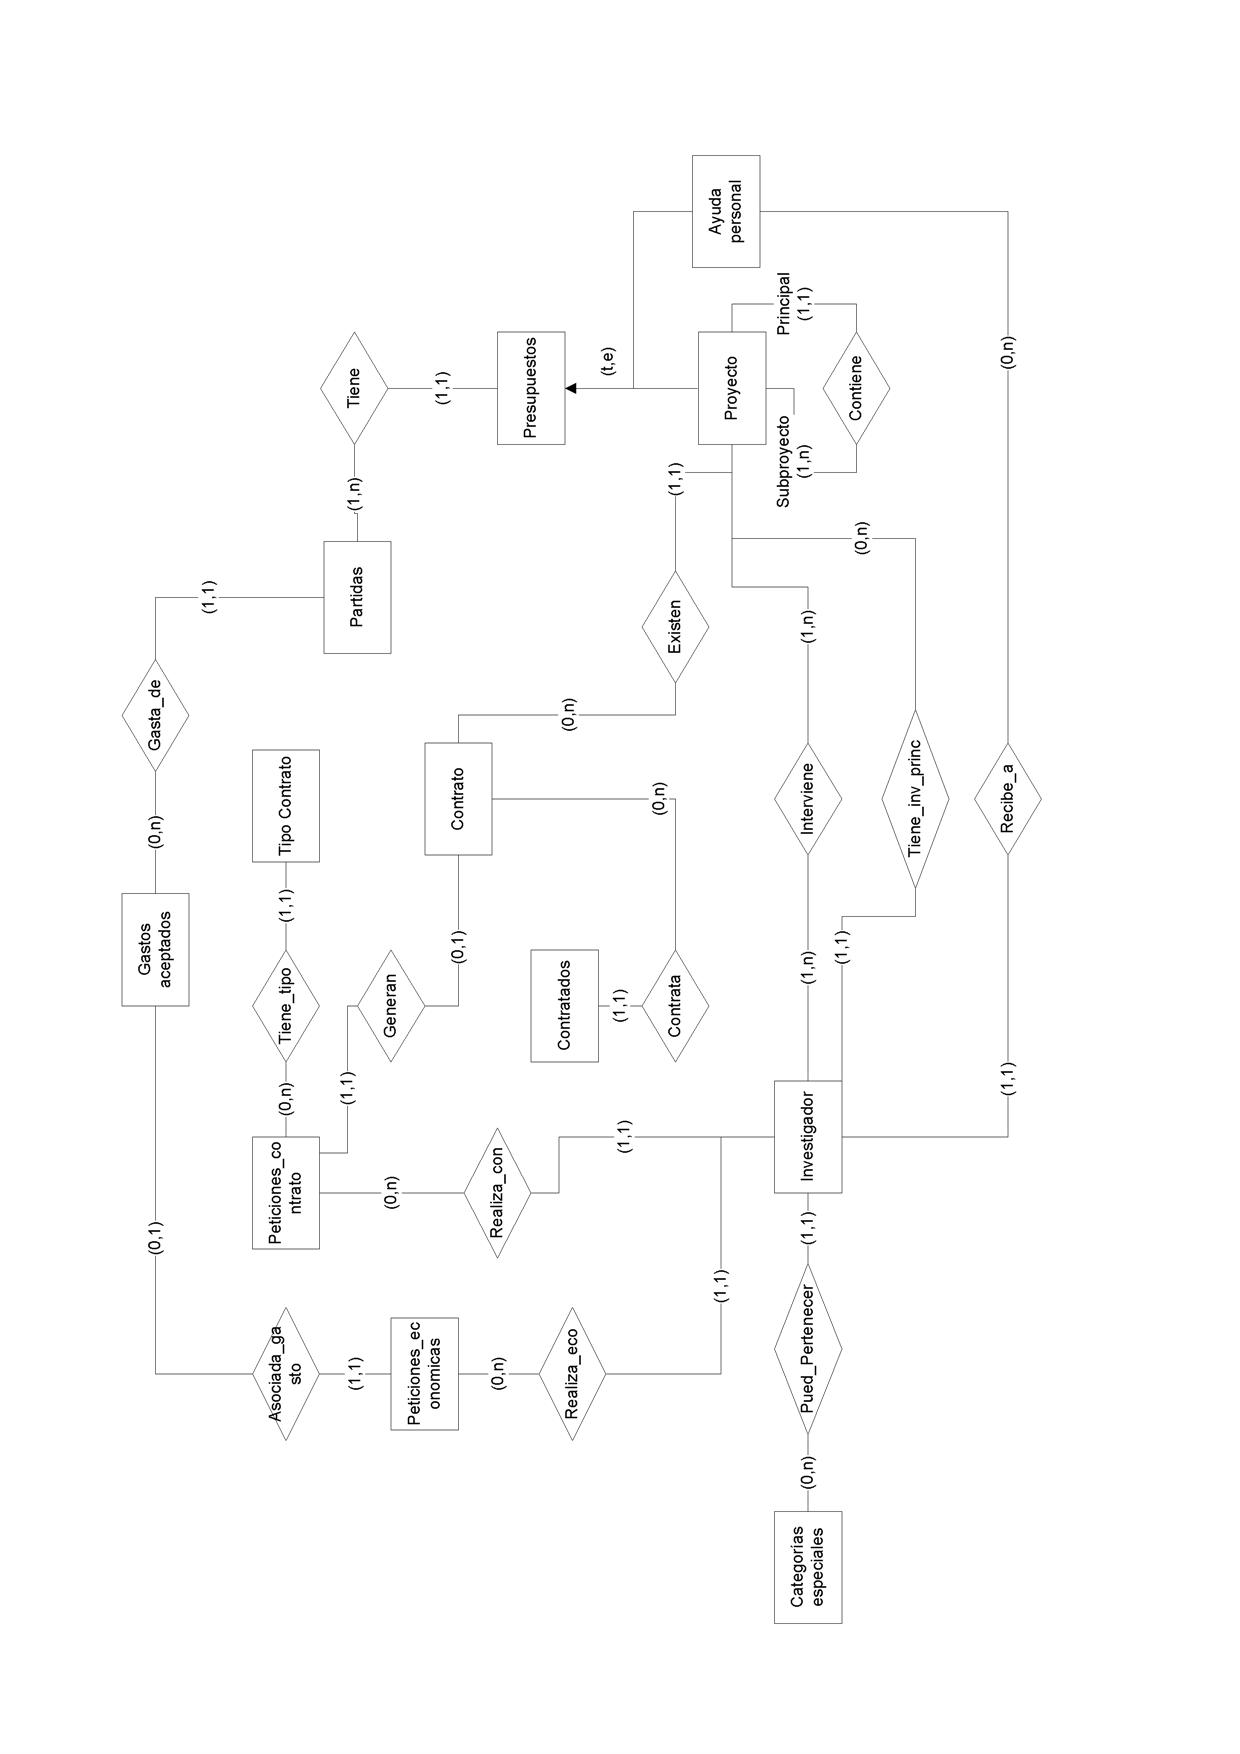 (0,1)
Gastos
aceptados
(0,n)
Gasta_de
(1,1)
Asociada_ga
sto
Peticiones_co
ntrato
(0,n)
Tiene_tipo
(1,1)
Tipo Contrato
(1,1)
(1,1)
Generan
Partidas
(1,n)
Tiene
(1,1)
Peticiones_ec
onomicas
(0,n)
(0,1)
Contrato
(0,n)
Realiza_con
Presupuestos
(0,n)
Realiza_eco
Contratados
(t,e)
(1,1)
(1,1)
(0,n)
Contrata
Existen
(1,1)
(1,1)
Proyecto
Ayuda
personal
Subproyecto
(1,n)
Principal
(1,1)
Categorias
especiales
(0,n)
Pued_Pertenecer
(1,1)
Investigador
(1,n)
Interviene
(1,n)
Contiene
(1,1)
(0,n)
Tiene_inv_princ
(1,1)
Recibe_a
(0,n)